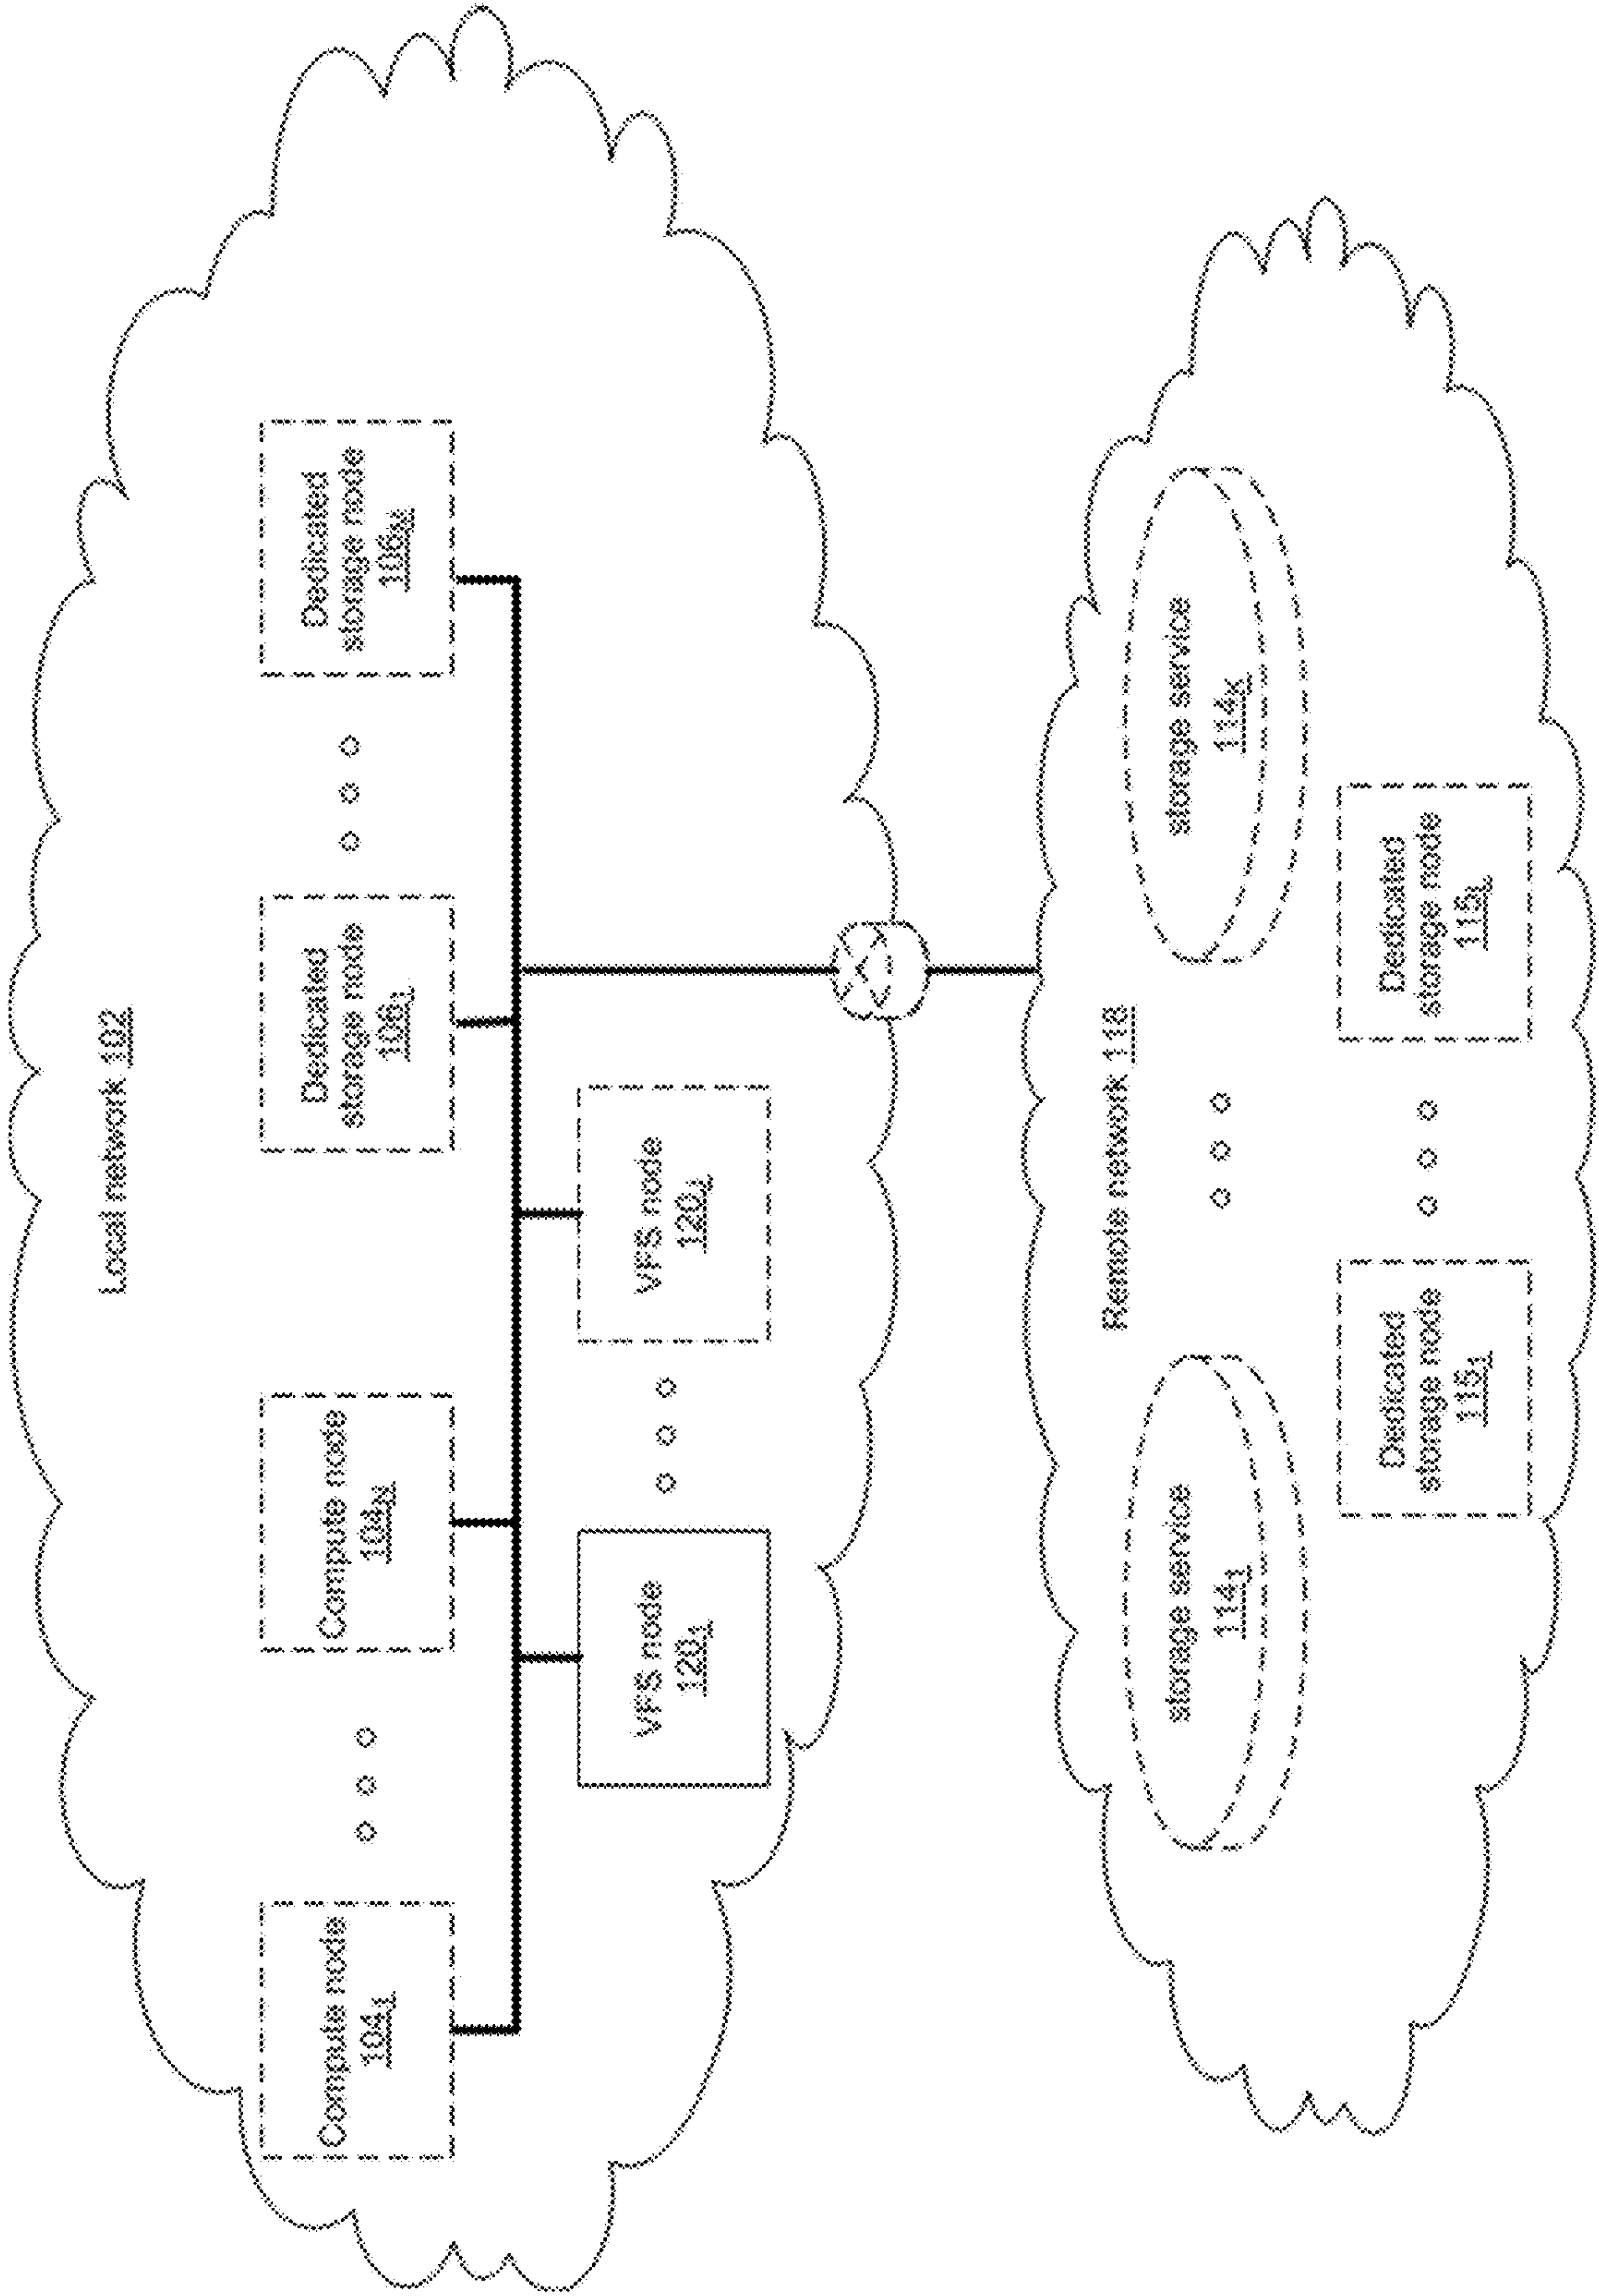 Local network 102
Compute node
104₁
Compute node
104N
Dedicated
storage node
106₁
Dedicated
storage node
106M
VFS node
120₁
VFS node
120J
Remote network 118
storage service
114₁
storage service
114K
Dedicated
storage node
115₁
Dedicated
storage node
115L